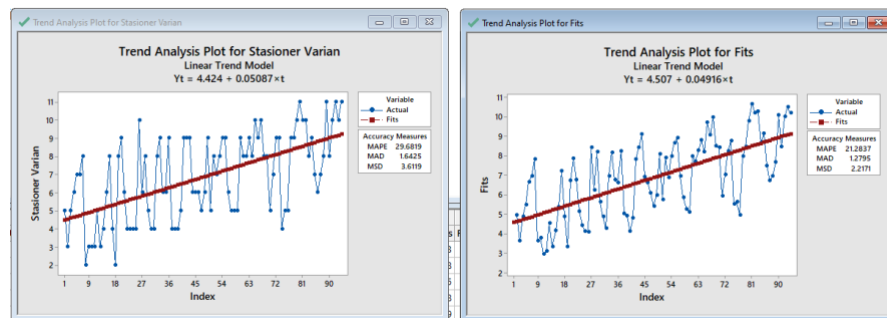 Trend Analysis Plot for Stasioner Varian
Trend Analysis Plot for Stasioner Varian
Linear Trend Model
Yt = 4.424 + 0.05087×t
Stasioner Varian
11
10
9
8
7
6
5
4
3
2
1 9 18 27 36 45 54 63 72 81 90
Index
Variable
Actual
Fits
Accuracy Measures
MAPE 29.6819
MAD 1.6425
MSD 3.6119
Trend Analysis Plot for Fits
Trend Analysis Plot for Fits
Linear Trend Model
Yt = 4.507 + 0.04916×t
Fits
11
10
9
8
7
6
5
4
3
2
1 9 18 27 36 45 54 63 72 81 90
Index
Variable
Actual
Fits
Accuracy Measures
MAPE 21.2837
MAD 1.2795
MSD 2.2171